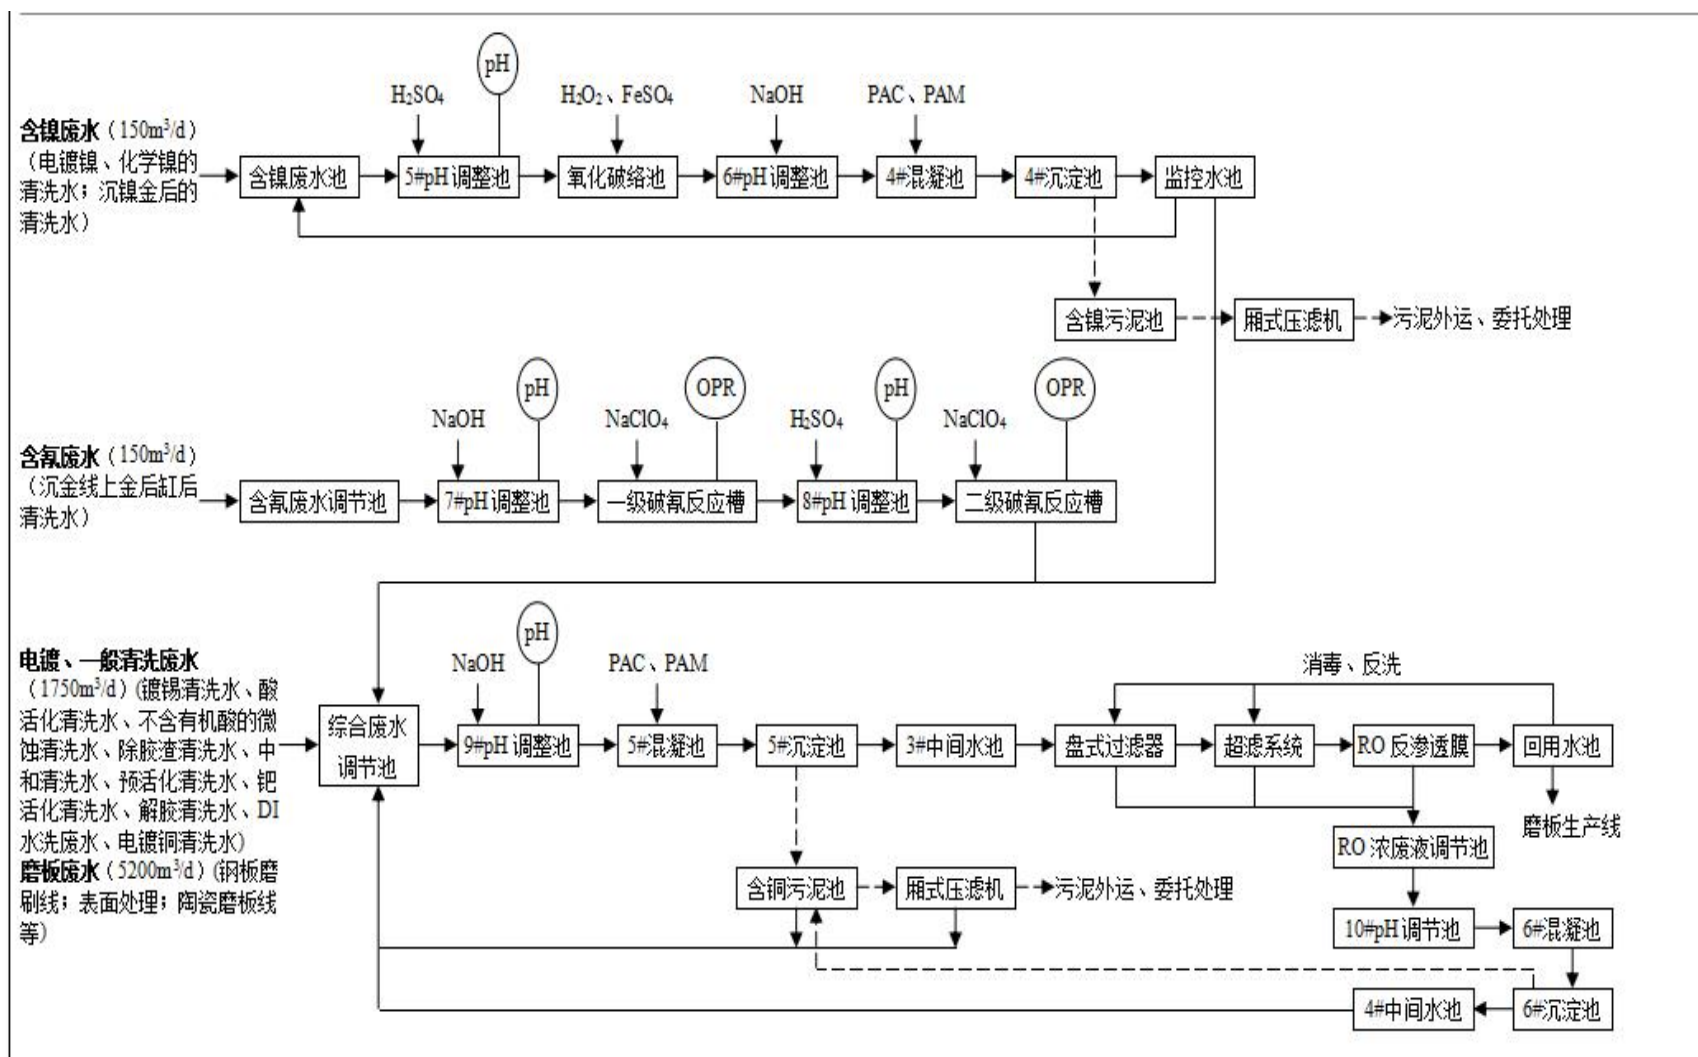 pH
H₂SO₄
H₂O₂、FeSO₄
NaOH
PAC、PAM
含镍废水（150m³/d）
（电镀镍、化学镍的
清洗水；沉镍金后的
清洗水）
含镍废水池
5#pH 调整池
氧化破络池
6#pH 调整池
4#混凝池
4#沉淀池
监控水池
含镍污泥池
厢式压滤机
污泥外运、委托处理
pH
OPR
pH
OPR
NaOH
NaClO₄
H₂SO₄
NaClO₄
含氰废水（150m³/d）
（沉金线上金后缸后
清洗水）
含氰废水调节池
7#pH 调整池
一级破氰反应槽
8#pH 调整池
二级破氰反应槽
pH
NaOH
PAC、PAM
消毒、反洗
电镀、一般清洗废水
（1750m³/d）(镀锡清洗水、酸
活化清洗水、不含有机酸的微
蚀清洗水、除胶渣清洗水、中
和清洗水、预活化清洗水、钯
活化清洗水、解胶清洗水、DI
水洗废水、电镀铜清洗水)
磨板废水（5200m³/d）(钢板磨
刷线；表面处理；陶瓷磨板线
等)
综合废水
调节池
9#pH 调整池
5#混凝池
5#沉淀池
3#中间水池
盘式过滤器
超滤系统
RO 反渗透膜
回用水池
磨板生产线
RO 浓废液调节池
含铜污泥池
厢式压滤机
污泥外运、委托处理
10#pH 调节池
6#混凝池
4#中间水池
6#沉淀池